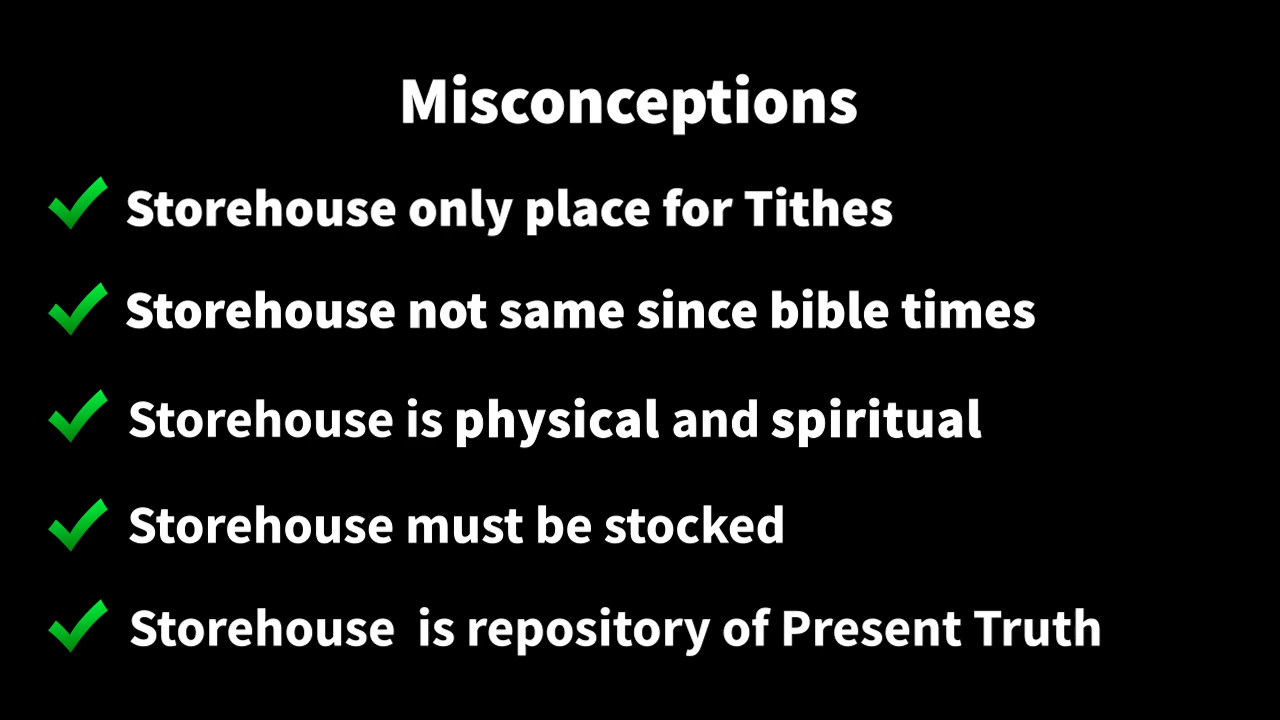 Misconceptions
Storehouse only place for Tithes
Storehouse not same since bible times
Storehouse is physical and spiritual
Storehouse must be stocked
Storehouse  is repository of Present Truth